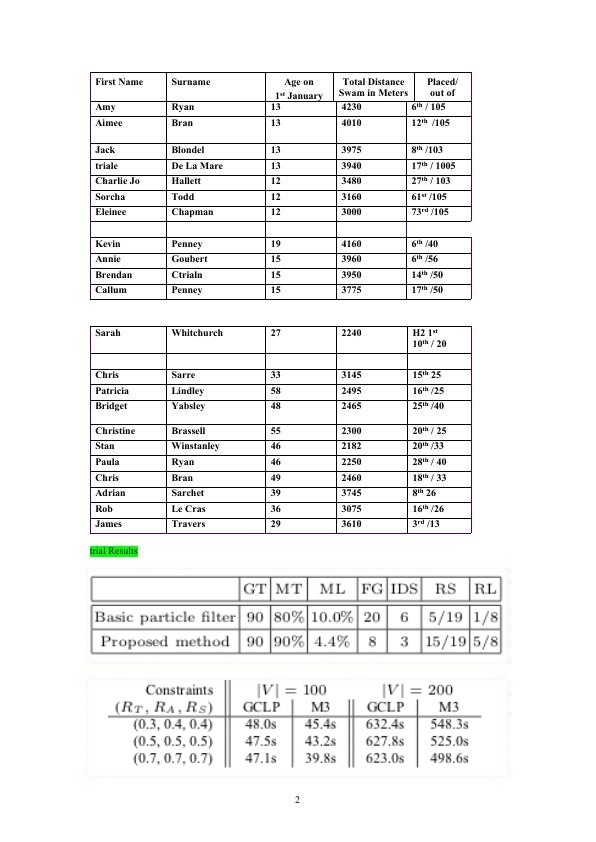 First Name Surname Age on 1st January Total Distance Swam in Meters Placed/ out of
Amy Ryan 13 4230 6th / 105
Aimee Bran 13 4010 12th /105
Jack Blondel 13 3975 8th /103
triale De La Mare 13 3940 17th / 1005
Charlie Jo Hallett 12 3480 27th / 103
Sorcha Todd 12 3160 61st /105
Eleinee Chapman 12 3000 73rd /105
Kevin Penney 19 4160 6th /40
Annie Goubert 15 3960 6th /56
Brendan Ctrialn 15 3950 14th /50
Callum Penney 15 3775 17th /50
Sarah Whitchurch 27 2240 H2 1st
10th / 20
Chris Sarre 33 3145 15th 25
Patricia Lindley 58 2495 16th /25
Bridget Yabsley 48 2465 25th /40
Christine Brassell 55 2300 20th / 25
Stan Winstanley 46 2182 20th /33
Paula Ryan 46 2250 28th / 40
Chris Bran 49 2460 18th / 33
Adrian Sarchet 39 3745 8th 26
Rob Le Cras 36 3075 16th /26
James Travers 29 3610 3rd /13
trial Results
GT MT ML FG IDS RS RL
Basic particle filter 90 80% 10.0% 20 6 5/19 1/8
Proposed method 90 90% 4.4% 8 3 15/19 5/8
Constraints |V| = 100 |V| = 200
(R_T, R_A, R_S) GCLP M3 GCLP M3
(0.3, 0.4, 0.4) 48.0s 45.4s 632.4s 548.3s
(0.5, 0.5, 0.5) 47.5s 43.2s 627.8s 525.0s
(0.7, 0.7, 0.7) 47.1s 39.8s 623.0s 498.6s
2